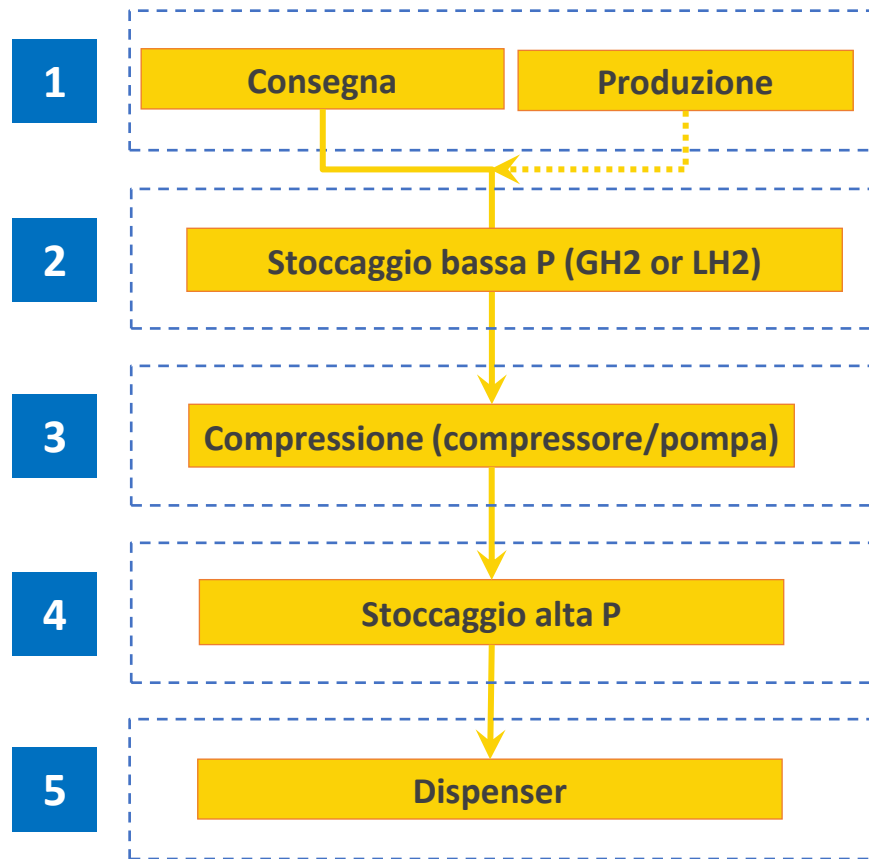 1
Consegna
Produzione
2
Stoccaggio bassa P (GH2 or LH2)
3
Compressione (compressore/pompa)
4
Stoccaggio alta P
5
Dispenser